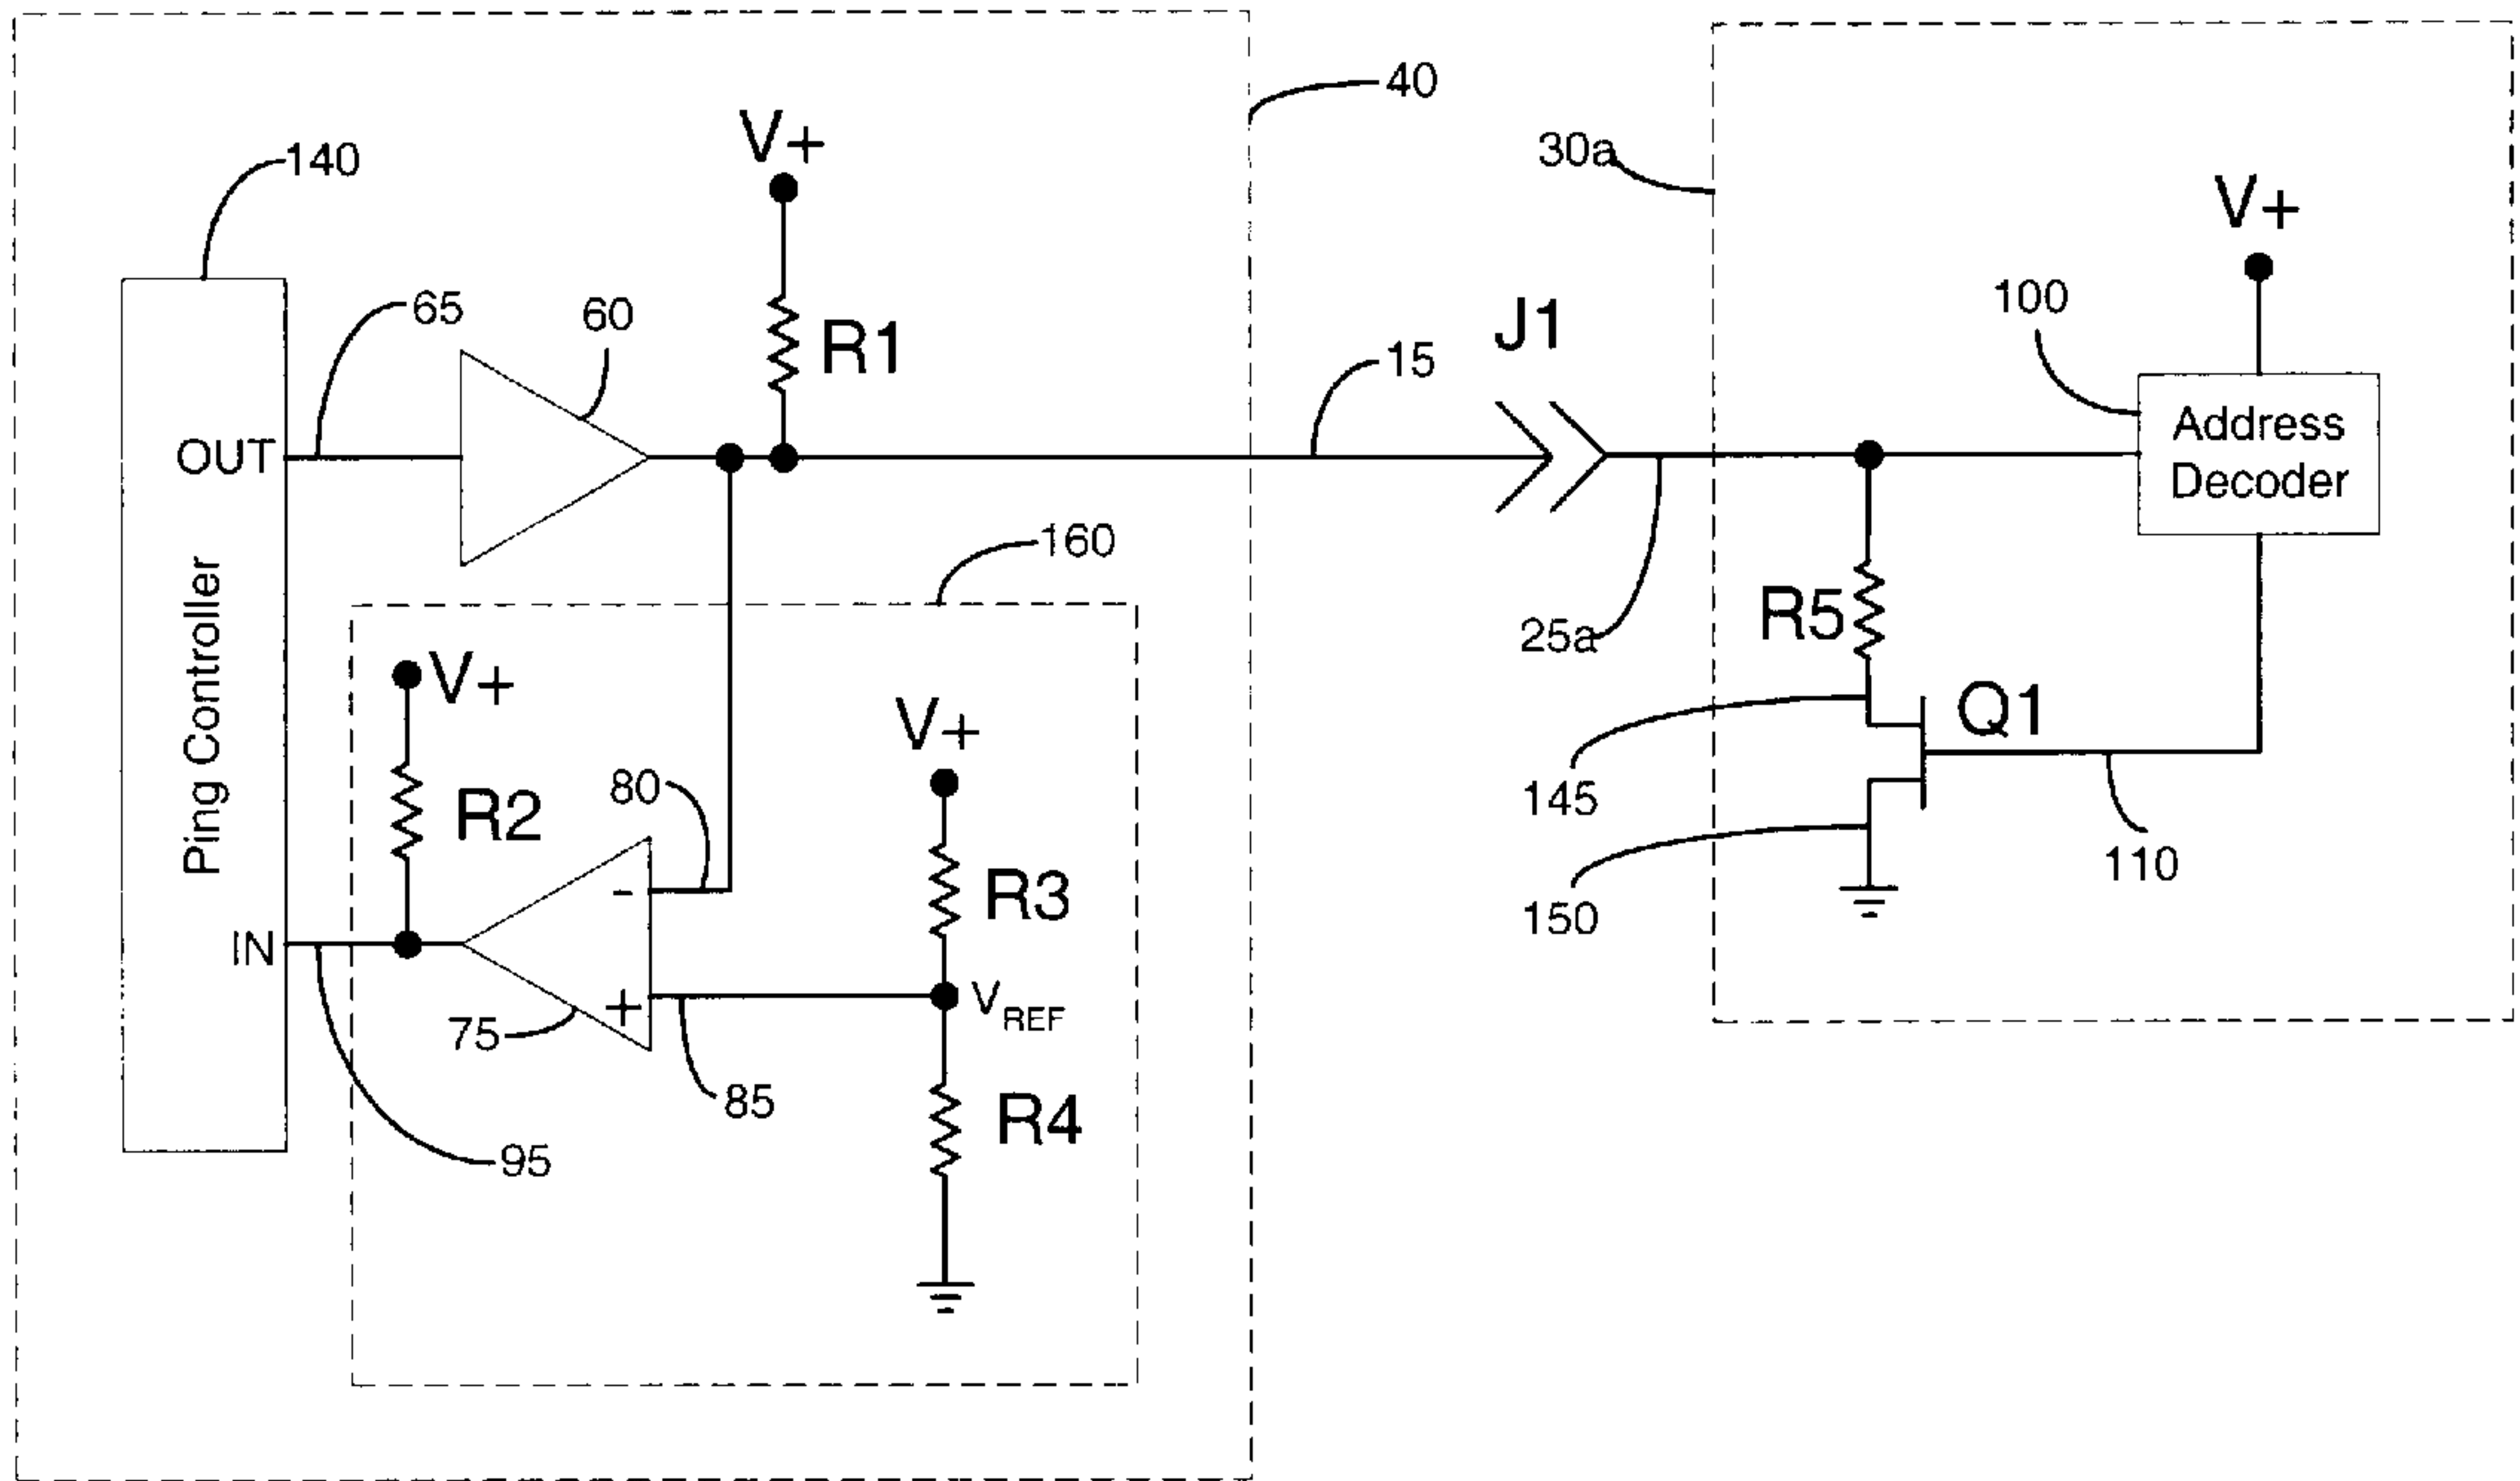 40
V+
140
30a
V+
65
60
R1
J1
15
100
Address
Decoder
OUT
160
Ping Controller
R5
25a
V+
V+
Q1
80
R2
145
R3
110
150
-
IN
+
VREF
75
85
R4
95